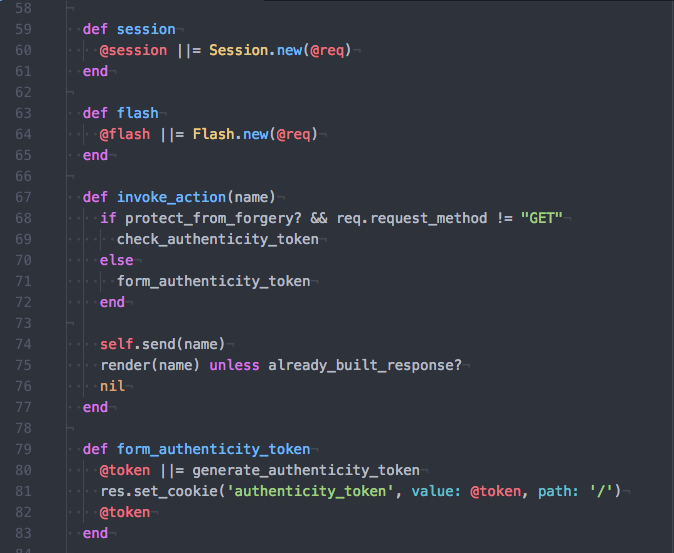 58
59 def session
60 @session ||= Session.new(@req)
61 end
62
63 def flash
64 @flash ||= Flash.new(@req)
65 end
66
67 def invoke_action(name)
68 if protect_from_forgery? && req.request_method != "GET"
69 check_authenticity_token
70 else
71 form_authenticity_token
72 end
73
74 self.send(name)
75 render(name) unless already_built_response?
76 nil
77 end
78
79 def form_authenticity_token
80 @token ||= generate_authenticity_token
81 res.set_cookie('authenticity_token', value: @token, path: '/')
82 @token
83 end
84